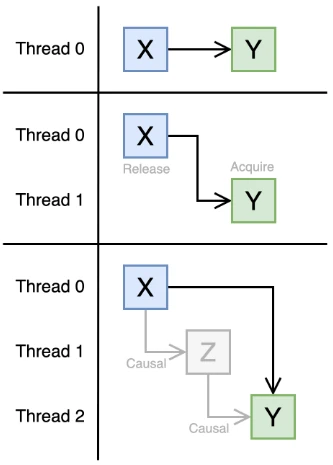 Thread 0 X Y
Thread 0 X
Release Acquire
Thread 1 Y
Thread 0 X
Thread 1 Z
Causal
Thread 2 Y
Causal